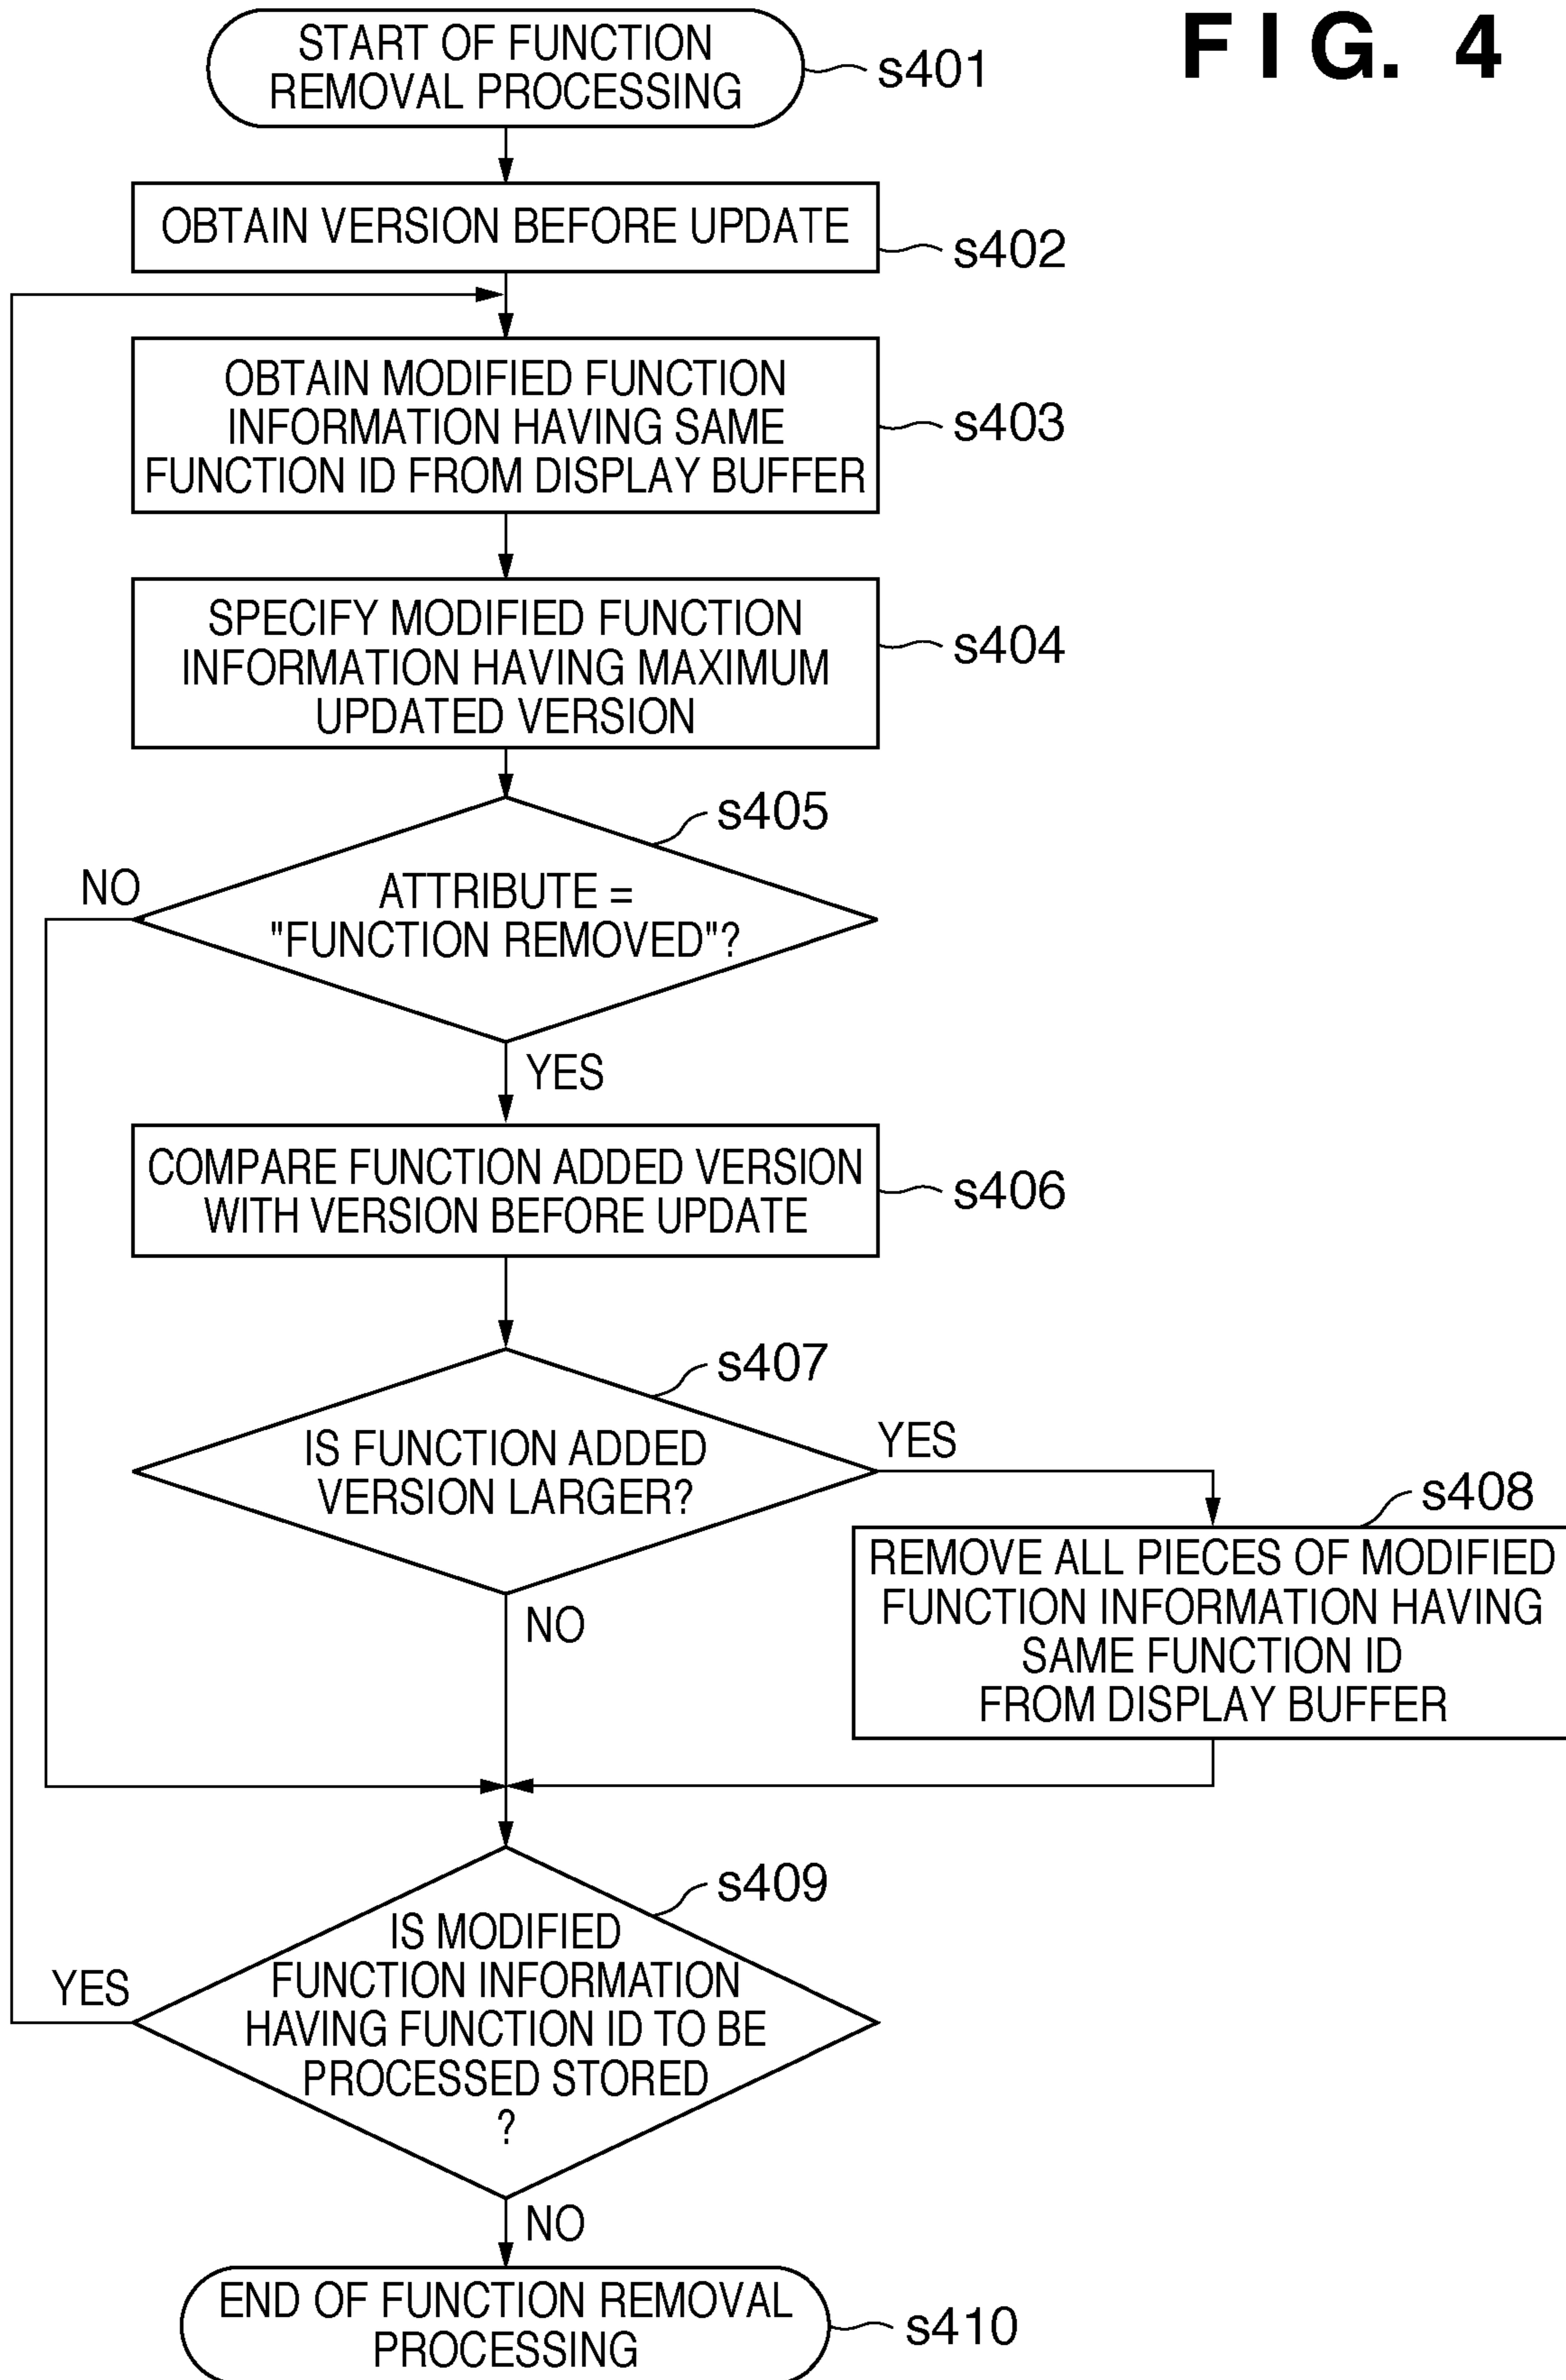 FIG. 4
START OF FUNCTION
REMOVAL PROCESSING
s401
OBTAIN VERSION BEFORE UPDATE
s402
OBTAIN MODIFIED FUNCTION
INFORMATION HAVING SAME
FUNCTION ID FROM DISPLAY BUFFER
s403
SPECIFY MODIFIED FUNCTION
INFORMATION HAVING MAXIMUM
UPDATED VERSION
s404
s405
NO
ATTRIBUTE =
"FUNCTION REMOVED"?
YES
COMPARE FUNCTION ADDED VERSION
WITH VERSION BEFORE UPDATE
s406
s407
IS FUNCTION ADDED
VERSION LARGER?
YES
NO
s408
REMOVE ALL PIECES OF MODIFIED
FUNCTION INFORMATION HAVING
SAME FUNCTION ID
FROM DISPLAY BUFFER
s409
IS MODIFIED
FUNCTION INFORMATION
HAVING FUNCTION ID TO BE
PROCESSED STORED
?
YES
NO
END OF FUNCTION REMOVAL
PROCESSING
s410